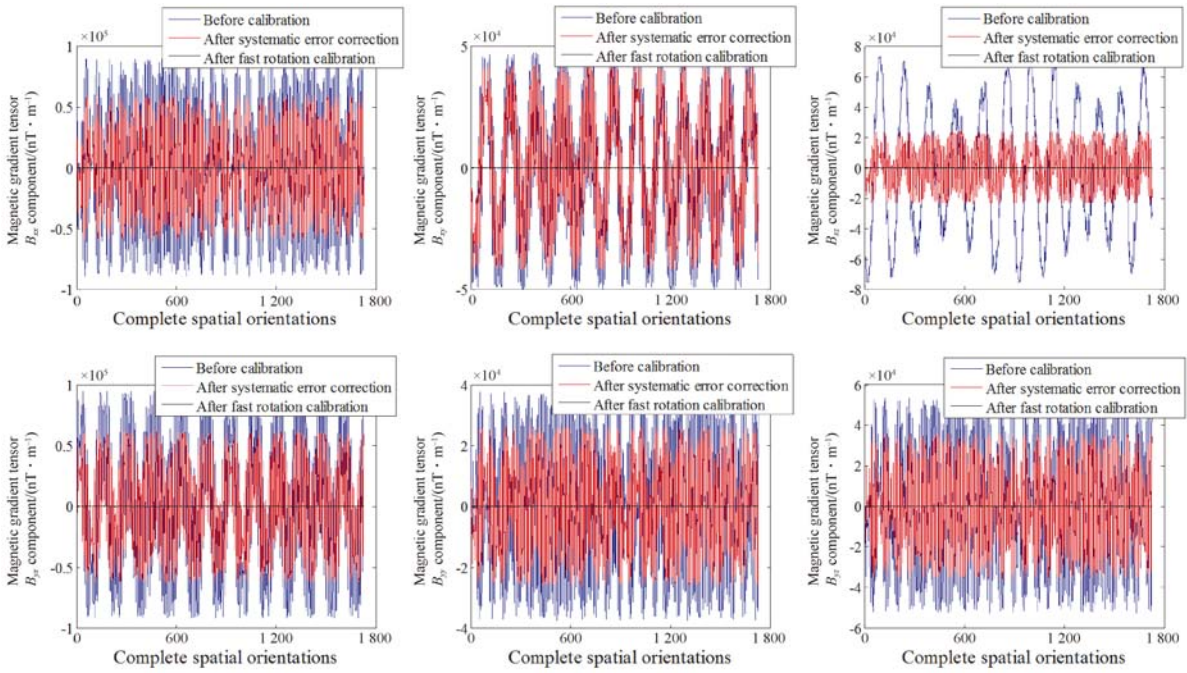 Before calibration
After systematic error correction
After fast rotation calibration
×10⁵
1
0.5
0
-0.5
-1
Magnetic gradient tensor
Bxx component/(nT·m⁻¹)
0
600
1 200
1 800
Complete spatial orientations
Before calibration
After systematic error correction
After fast rotation calibration
×10⁴
5
0
-5
Magnetic gradient tensor
Bxy component/(nT·m⁻¹)
0
600
1 200
1 800
Complete spatial orientations
Before calibration
After systematic error correction
After fast rotation calibration
×10⁴
8
6
4
2
0
-2
-4
-6
-8
Magnetic gradient tensor
Bxz component/(nT·m⁻¹)
0
600
1 200
1 800
Complete spatial orientations
Before calibration
After systematic error correction
After fast rotation calibration
×10⁵
1
0.5
0
-0.5
-1
Magnetic gradient tensor
Byx component/(nT·m⁻¹)
0
600
1 200
1 800
Complete spatial orientations
Before calibration
After systematic error correction
After fast rotation calibration
×10⁴
4
2
0
-2
-4
Magnetic gradient tensor
Byy component/(nT·m⁻¹)
0
600
1 200
1 800
Complete spatial orientations
Before calibration
After systematic error correction
After fast rotation calibration
×10⁴
6
4
2
0
-2
-4
-6
Magnetic gradient tensor
Byz component/(nT·m⁻¹)
0
600
1 200
1 800
Complete spatial orientations